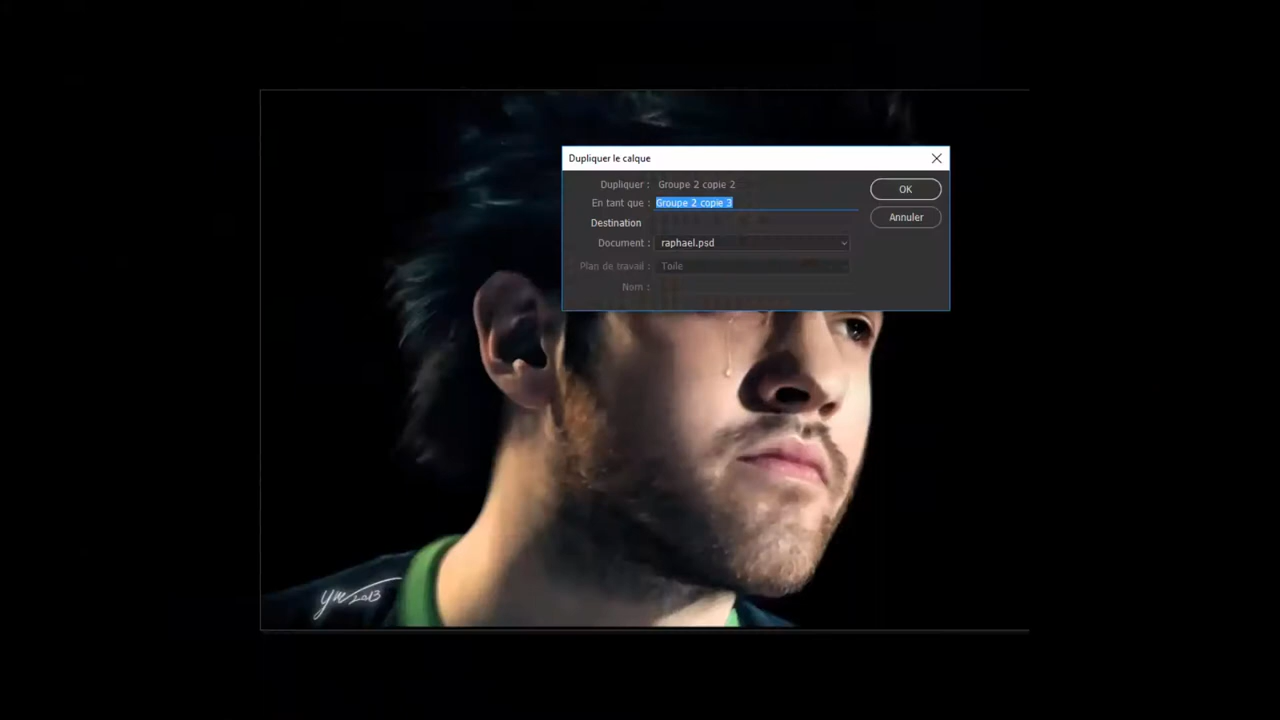 Dupliquer le calque
Dupliquer : Groupe 2 copie 2
OK
En tant que : Groupe 2 copie 3
Annuler
Destination
Document : raphael.psd
Plan de travail : Toile
Nom :
2013